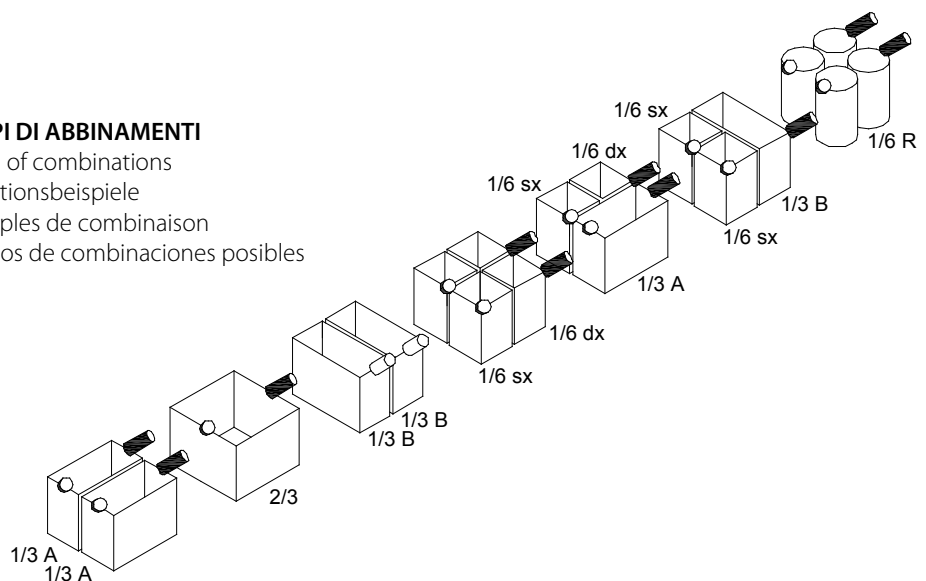 PI DI ABBINAMENTI
of combinations
tionsbeispiele
ples de combinaison
os de combinaciones posibles
1/6 R
1/6 sx
1/3 B
1/6 sx
1/6 dx
1/6 sx
1/3 A
1/6 dx
1/6 sx
1/3 B
1/3 B
2/3
1/3 A
1/3 A